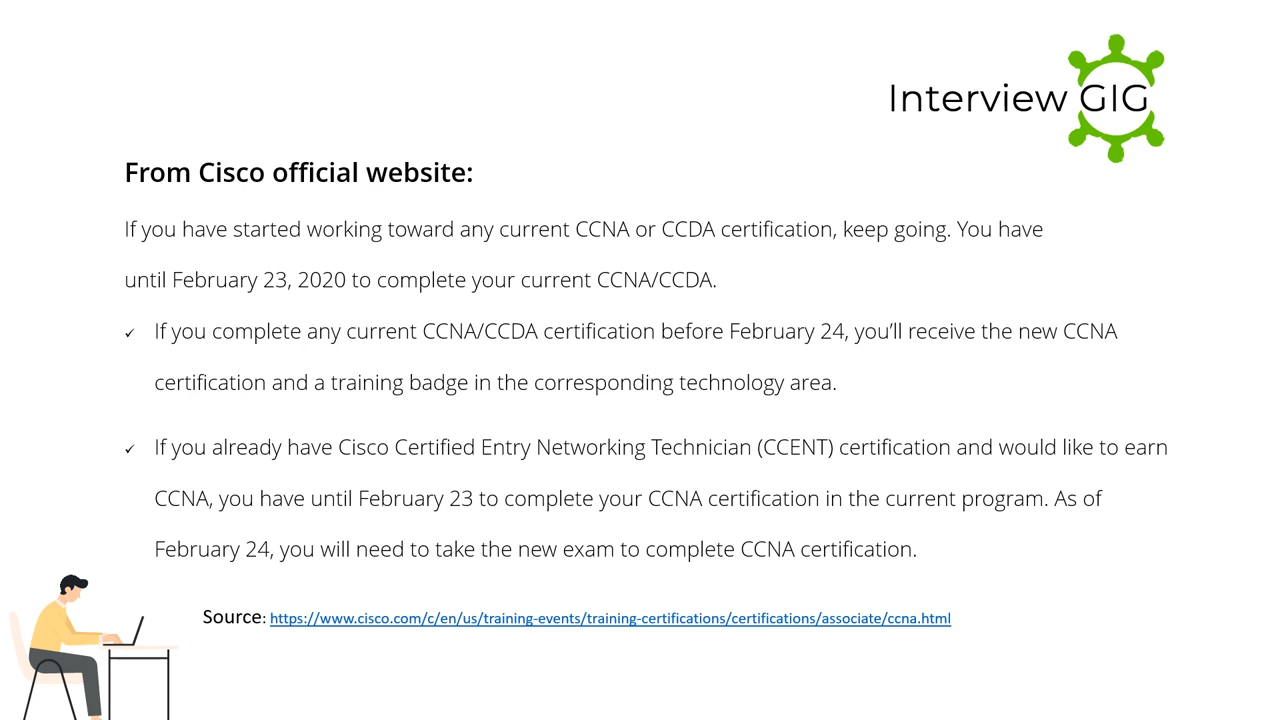 Interview GIG
From Cisco official website:
If you have started working toward any current CCNA or CCDA certification, keep going. You have
until February 23, 2020 to complete your current CCNA/CCDA.
✓ If you complete any current CCNA/CCDA certification before February 24, you’ll receive the new CCNA
certification and a training badge in the corresponding technology area.
✓ If you already have Cisco Certified Entry Networking Technician (CCENT) certification and would like to earn
CCNA, you have until February 23 to complete your CCNA certification in the current program. As of
February 24, you will need to take the new exam to complete CCNA certification.
Source: https://www.cisco.com/c/en/us/training-events/training-certifications/certifications/associate/ccna.html